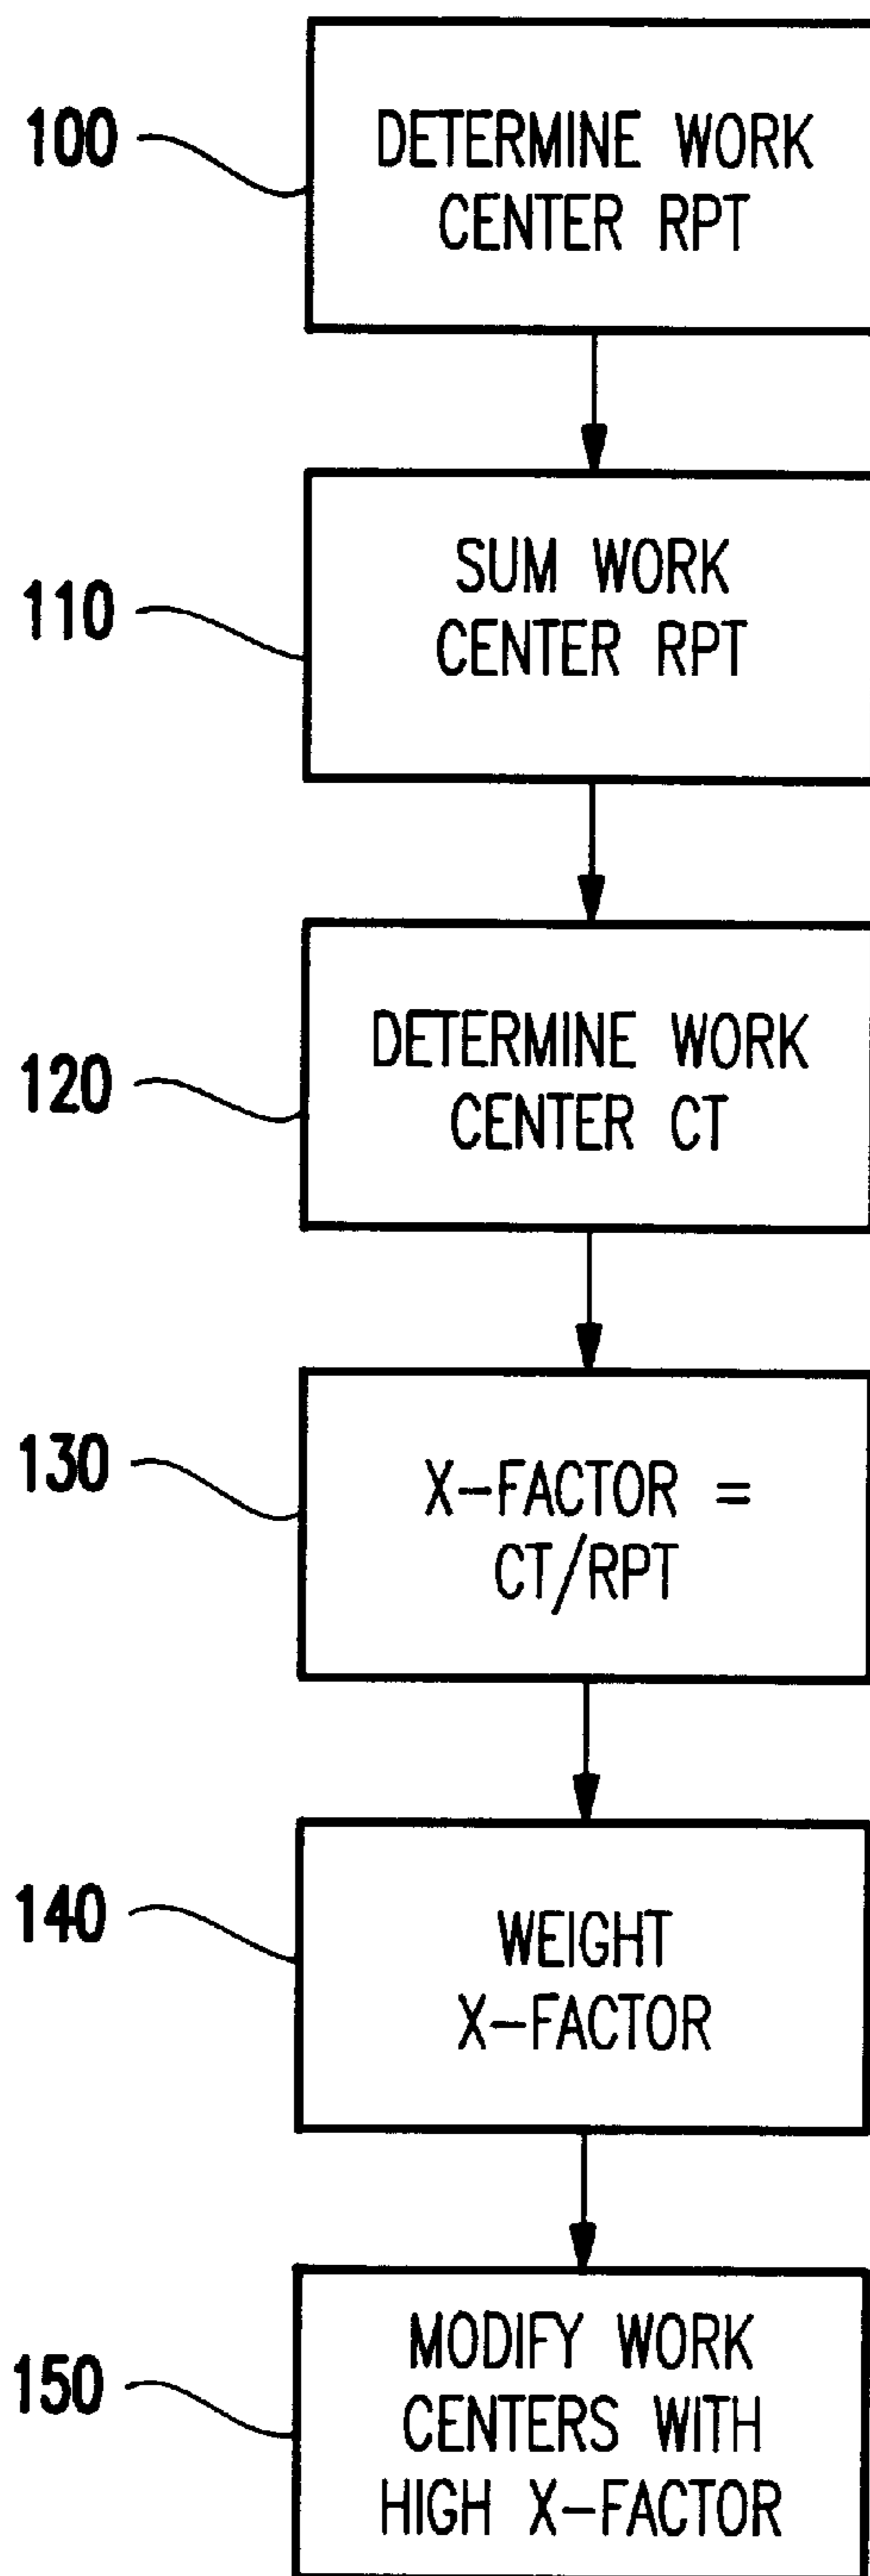 100
DETERMINE WORK
CENTER RPT
110
SUM WORK
CENTER RPT
120
DETERMINE WORK
CENTER CT
130
X-FACTOR =
CT/RPT
140
WEIGHT
X-FACTOR
150
MODIFY WORK
CENTERS WITH
HIGH X-FACTOR